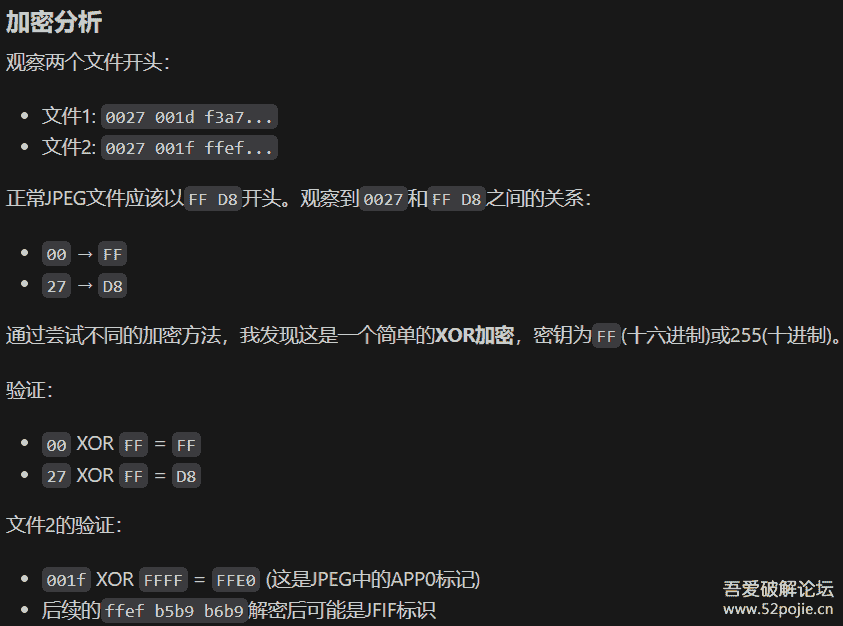 加密分析
观察两个文件开头：
文件1: 0027 001d f3a7...
文件2: 0027 001f ffef...
正常JPEG文件应该以FF D8开头。观察到0027和FF D8之间的关系：
00 → FF
27 → D8
通过尝试不同的加密方法，我发现这是一个简单的XOR加密，密钥为FF(十六进制)或255(十进制)。
验证：
00 XOR FF = FF
27 XOR FF = D8
文件2的验证：
001f XOR FFFF = FFE0 (这是JPEG中的APP0标记)
后续的ffef b5b9 b6b9解密后可能是JFIF标识
吾爱破解论坛
www.52pojie.cn